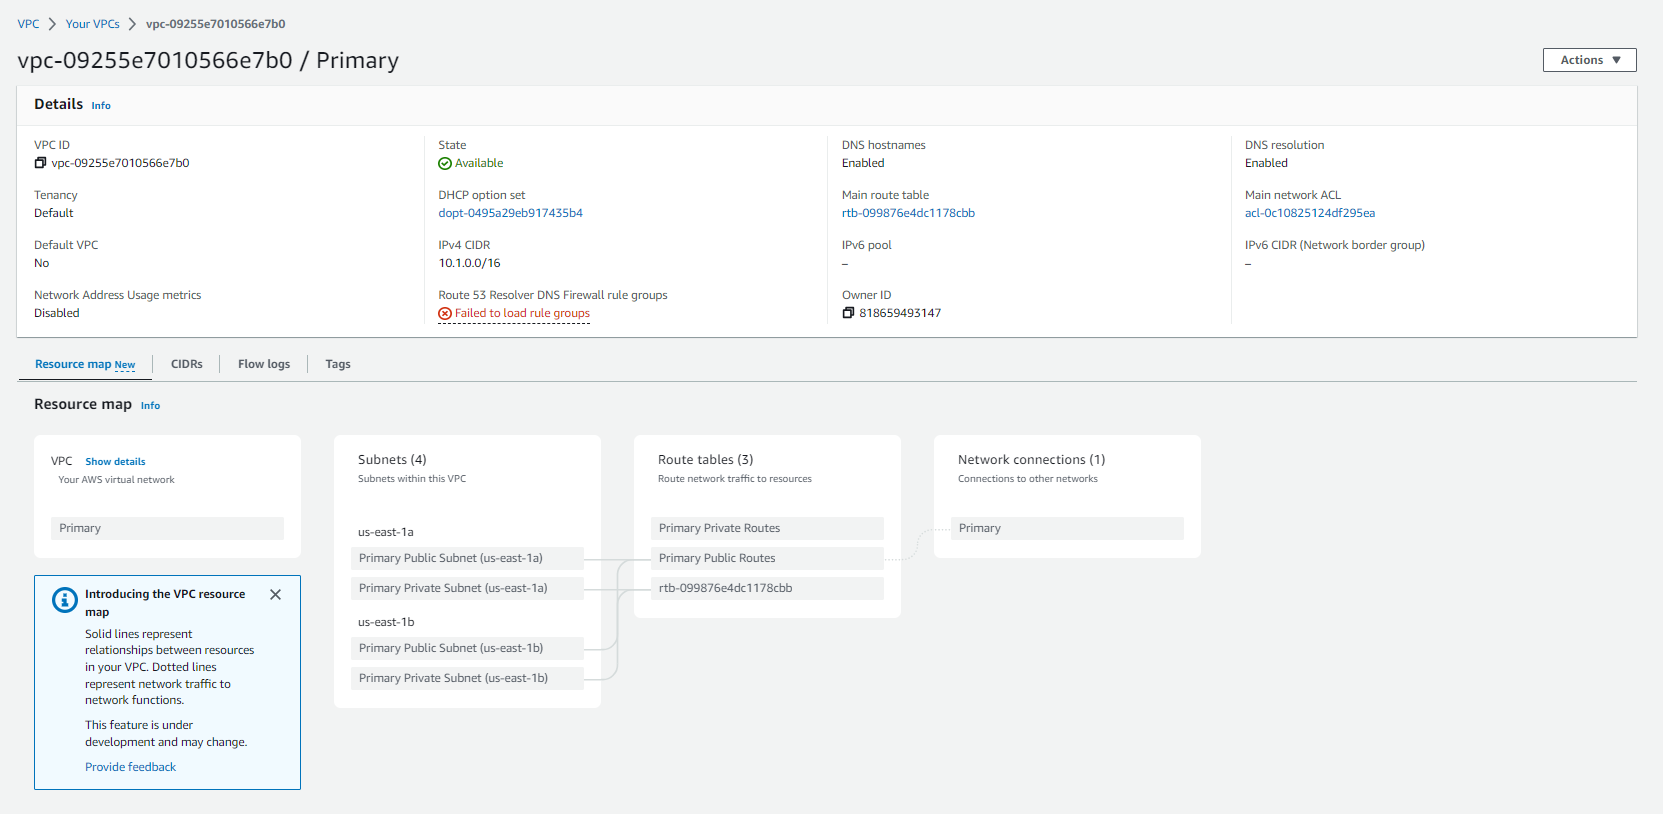 VPC > Your VPCs > vpc-09255e7010566e7b0
vpc-09255e7010566e7b0 / Primary
Actions ▼
Details Info
VPC ID
vpc-09255e7010566e7b0
State
Available
DNS hostnames
Enabled
DNS resolution
Enabled
Tenancy
Default
DHCP option set
dopt-0495a29eb917435b4
Main route table
rtb-099876e4dc1178cbb
Main network ACL
acl-0c10825124df295ea
Default VPC
No
IPv4 CIDR
10.1.0.0/16
IPv6 pool
–
IPv6 CIDR (Network border group)
–
Network Address Usage metrics
Disabled
Route 53 Resolver DNS Firewall rule groups
Failed to load rule groups
Owner ID
818659493147
Resource map New
CIDRs
Flow logs
Tags
Resource map Info
VPC Show details
Your AWS virtual network
Primary
Introducing the VPC resource
map
Solid lines represent
relationships between resources
in your VPC. Dotted lines
represent network traffic to
network functions.
This feature is under
development and may change.
Provide feedback
Subnets (4)
Subnets within this VPC
us-east-1a
Primary Public Subnet (us-east-1a)
Primary Private Subnet (us-east-1a)
us-east-1b
Primary Public Subnet (us-east-1b)
Primary Private Subnet (us-east-1b)
Route tables (3)
Route network traffic to resources
Primary Private Routes
Primary Public Routes
rtb-099876e4dc1178cbb
Network connections (1)
Connections to other networks
Primary